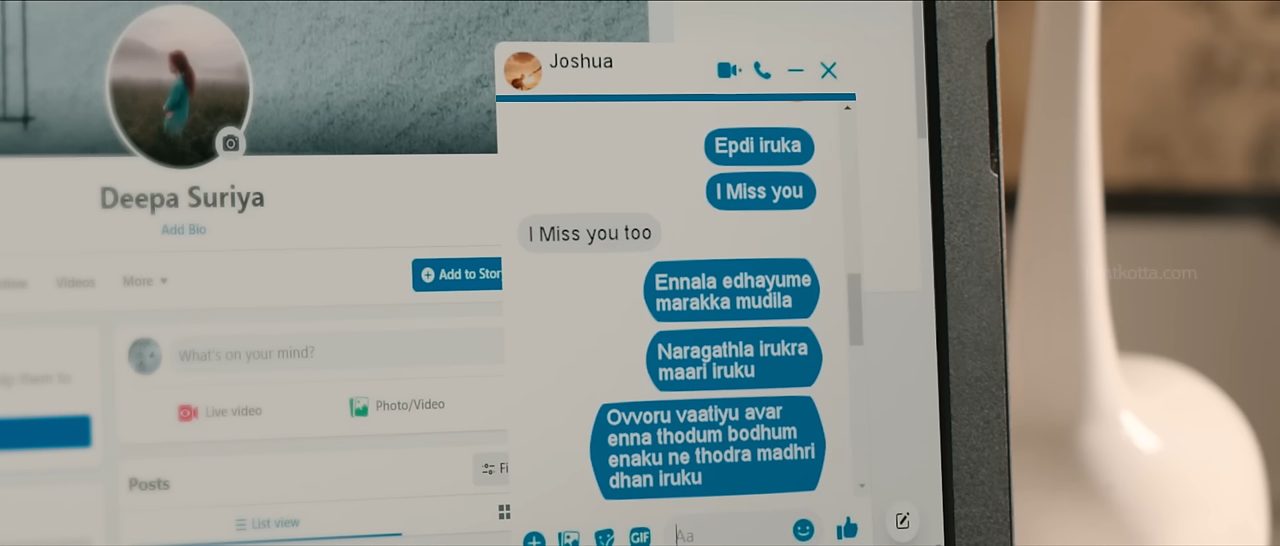 Joshua
Epdi iruka
I Miss you
I Miss you too
Ennala edhayume
marakka mudila
Naragathla irukra
maari iruku
Ovvoru vaatiyu avar
enna thodum bodhum
enaku ne thodra madhri
dhan iruku
GIF
Aa
Deepa Suriya
Add Bio
Videos
More
Add to Stor
What's on your mind?
Live video
Photo/Video
Posts
Fi
List view